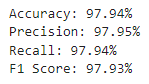 Accuracy: 97.94%
Precision: 97.95%
Recall: 97.94%
F1 Score: 97.93%